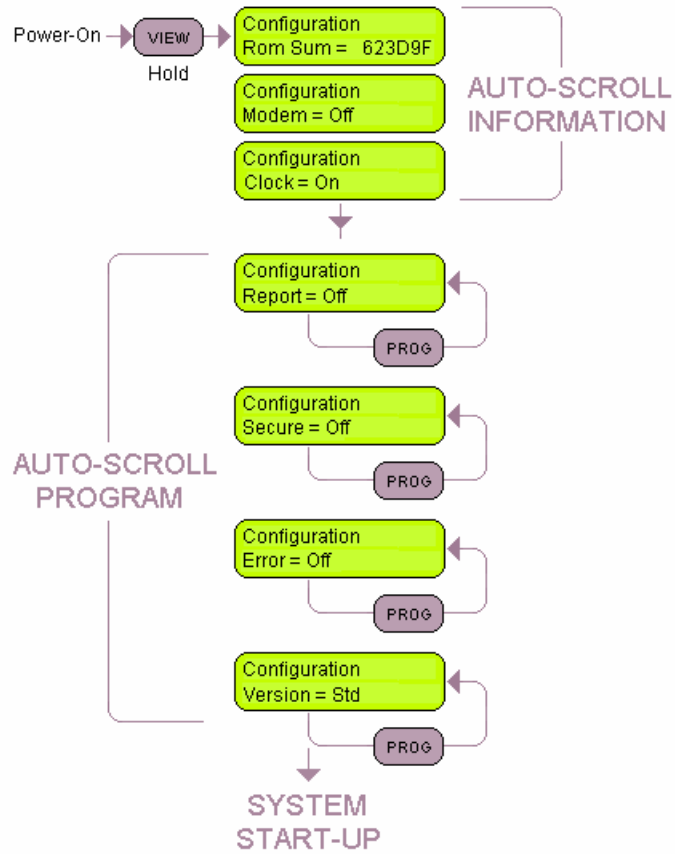 Power-On
VIEW
Hold
Configuration
Rom Sum = 623D9F
Configuration
Modem = Off
Configuration
Clock = On
AUTO-SCROLL
INFORMATION
Configuration
Report = Off
PROG
Configuration
Secure = Off
PROG
AUTO-SCROLL
PROGRAM
Configuration
Error = Off
PROG
Configuration
Version = Std
PROG
SYSTEM
START-UP